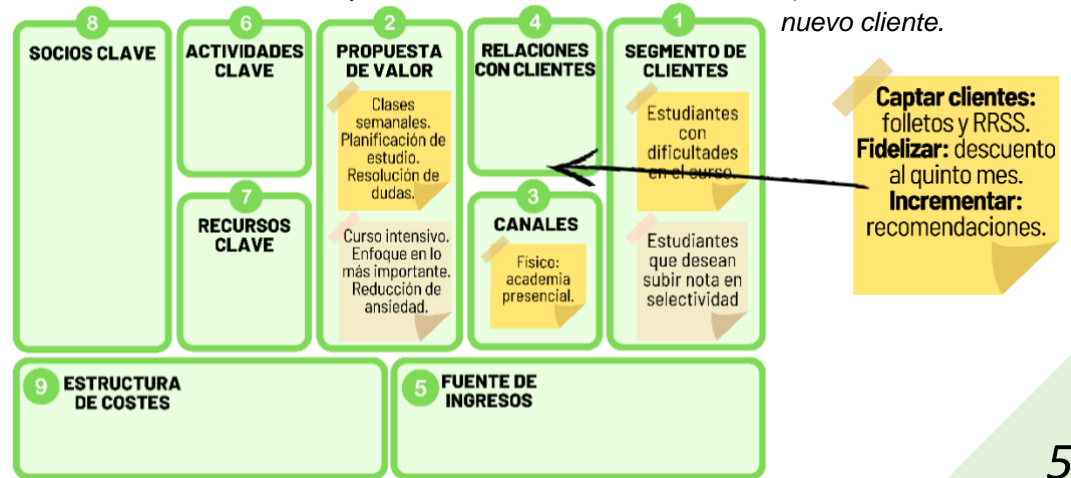 nuevo cliente.
8
SOCIOS CLAVE
6
ACTIVIDADES
CLAVE
7
RECURSOS
CLAVE
2
PROPUESTA
DE VALOR
Clases
semanales.
Planificación de
estudio.
Resolución de
dudas.
Curso intensivo.
Enfoque en lo
más importante.
Reducción de
ansiedad.
4
RELACIONES
CON CLIENTES
3
CANALES
Físico:
academia
presencial.
1
SEGMENTO DE
CLIENTES
Estudiantes
con
dificultades
en el curso.
Estudiantes
que desean
subir nota en
selectividad
Captar clientes:
folletos y RRSS.
Fidelizar: descuento
al quinto mes.
Incrementar:
recomendaciones.
9
ESTRUCTURA
DE COSTES
5
FUENTE DE
INGRESOS
5